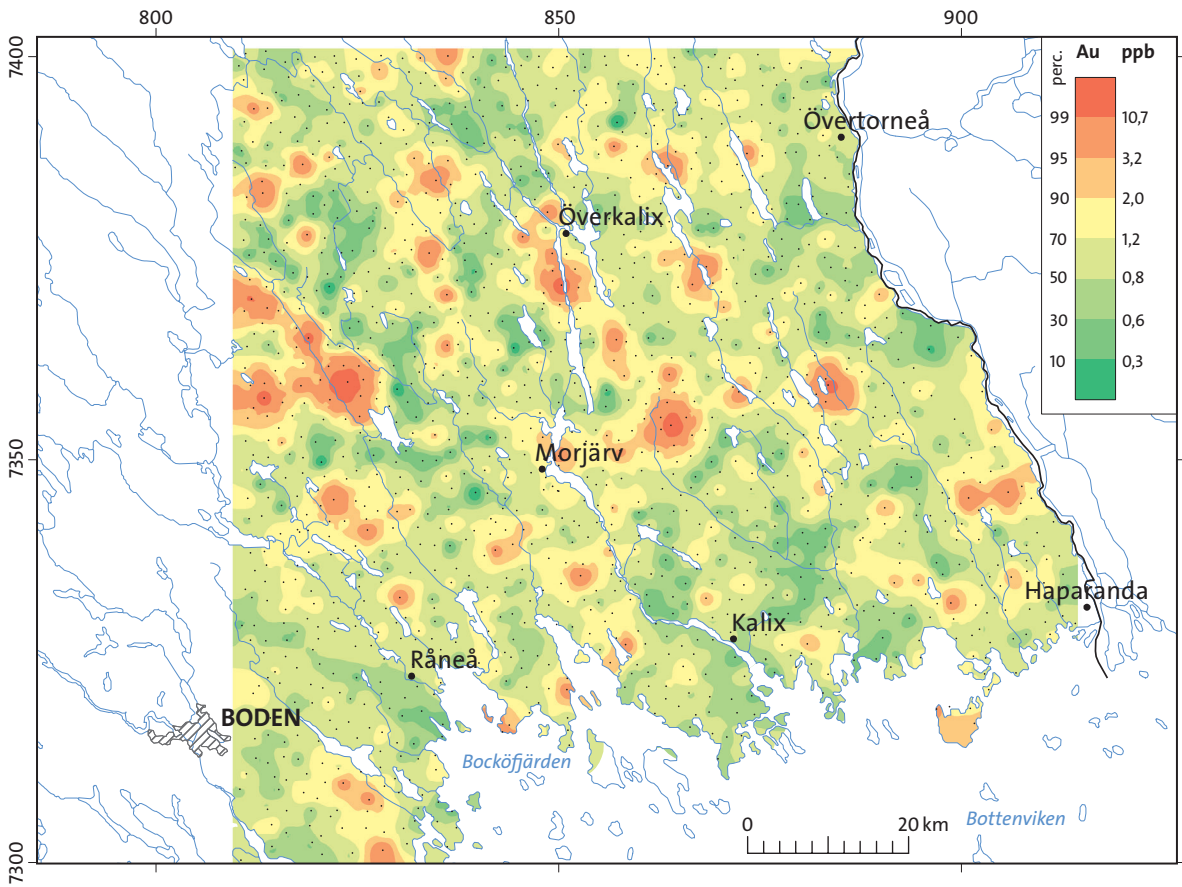 800
850
900
7400
7350
7300
perc.
Au ppb
99 10,7
95 3,2
90 2,0
70 1,2
50 0,8
30 0,6
10 0,3
Övertorneå
Överkalix
Morjärv
Haparanda
Kalix
Råneå
BODEN
Bocköfjärden
Bottenviken
0 20 km